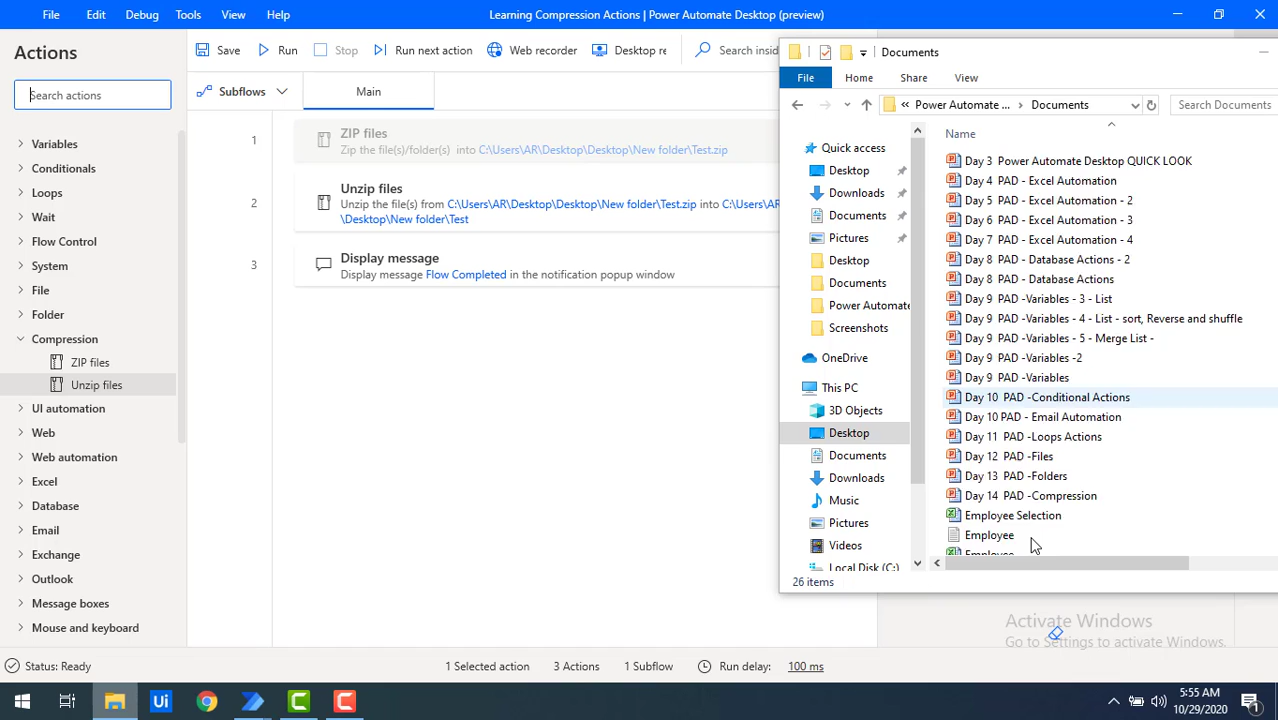 File Edit Debug Tools View Help
Learning Compression Actions | Power Automate Desktop (preview)
Actions
Search actions
Variables
Conditionals
Loops
Wait
Flow Control
System
File
Folder
Compression
ZIP files
Unzip files
UI automation
Web
Web automation
Excel
Database
Email
Exchange
Outlook
Message boxes
Mouse and keyboard
Save Run Stop Run next action Web recorder Desktop re Search insid
Subflows Main
1
ZIP files
Zip the file(s)/folder(s) into C:\Users\AR\Desktop\Desktop\New folder\Test.zip
2
Unzip files
Unzip the file(s) from C:\Users\AR\Desktop\Desktop\New folder\Test.zip into C:\Users\AR
\Desktop\New folder\Test
3
Display message
Display message Flow Completed in the notification popup window
Documents
File Home Share View
« Power Automate ... Documents
Search Documents
Quick access
Desktop
Downloads
Documents
Pictures
Desktop
Documents
Power Automate
Screenshots
OneDrive
This PC
3D Objects
Desktop
Documents
Downloads
Music
Pictures
Videos
Local Disk (C:)
Name
Day 3 Power Automate Desktop QUICK LOOK
Day 4 PAD - Excel Automation
Day 5 PAD - Excel Automation - 2
Day 6 PAD - Excel Automation - 3
Day 7 PAD - Excel Automation - 4
Day 8 PAD - Database Actions - 2
Day 8 PAD - Database Actions
Day 9 PAD -Variables - 3 - List
Day 9 PAD -Variables - 4 - List - sort, Reverse and shuffle
Day 9 PAD -Variables - 5 - Merge List -
Day 9 PAD -Variables -2
Day 9 PAD -Variables
Day 10 PAD -Conditional Actions
Day 10 PAD - Email Automation
Day 11 PAD -Loops Actions
Day 12 PAD -Files
Day 13 PAD -Folders
Day 14 PAD -Compression
Employee Selection
Employee
Employee
26 items
Activate Windows
Go to Settings to activate Windows.
Status: Ready
1 Selected action 3 Actions 1 Subflow Run delay: 100 ms
Ui
C
C
5:55 AM
10/29/2020
1